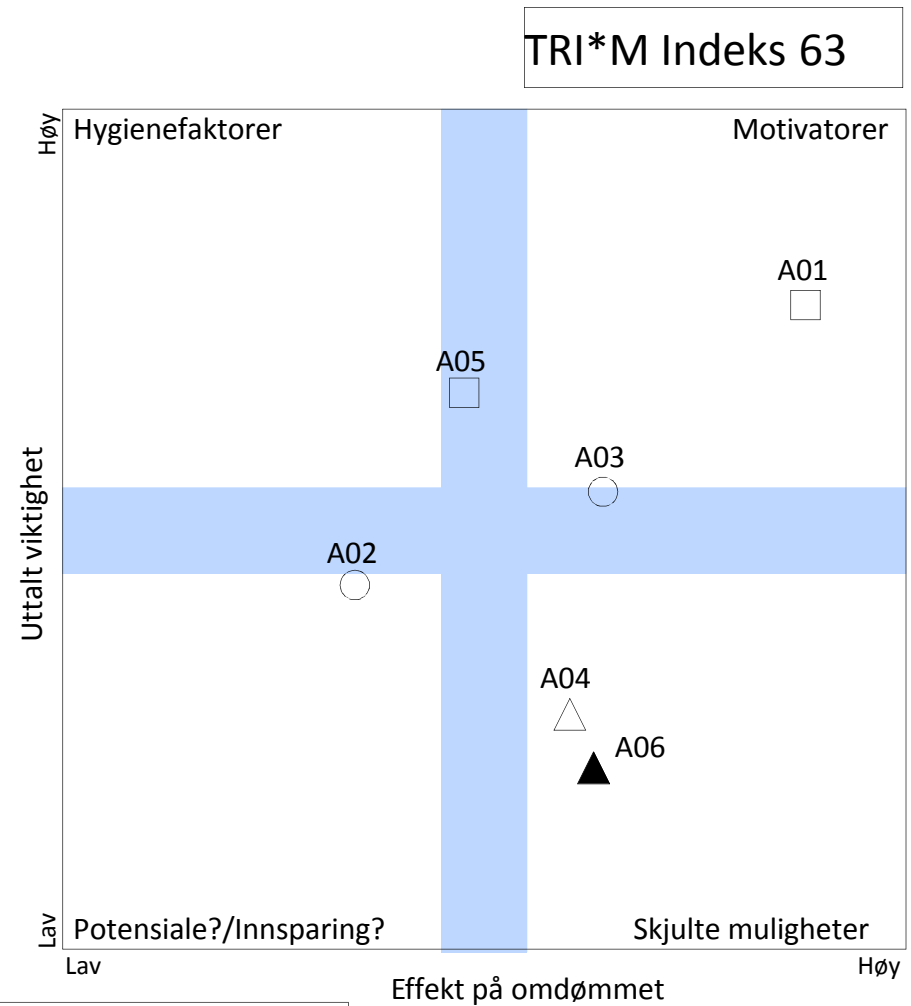 TRI*M Indeks 63
Høy
Hygienefaktorer
Motivatorer
A01
A05
A03
Uttalt viktighet
A02
A04
A06
Lav
Potensiale?/Innsparing?
Skjulte muligheter
Lav
Høy
Effekt på omdømmet